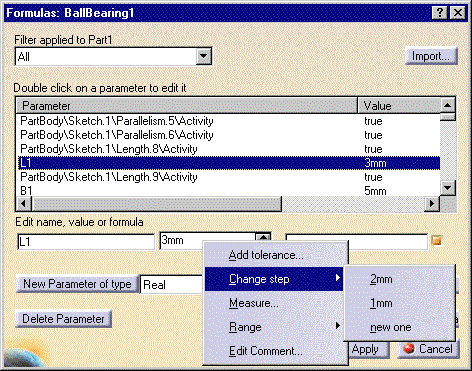 Formulas: BallBearing1
Filter applied to Part1
All
Import...
Double click on a parameter to edit it
Parameter Value
PartBody\Sketch.1\Parallelism.5\Activity true
PartBody\Sketch.1\Parallelism.6\Activity true
PartBody\Sketch.1\Length.8\Activity true
L1 3mm
PartBody\Sketch.1\Length.9\Activity true
B1 5mm
Edit name, value or formula
L1 3mm
Add tolerance...
New Parameter of type Real
Change step 2mm
Measure... 1mm
Delete Parameter
Range new one
Edit Comment... Apply Cancel